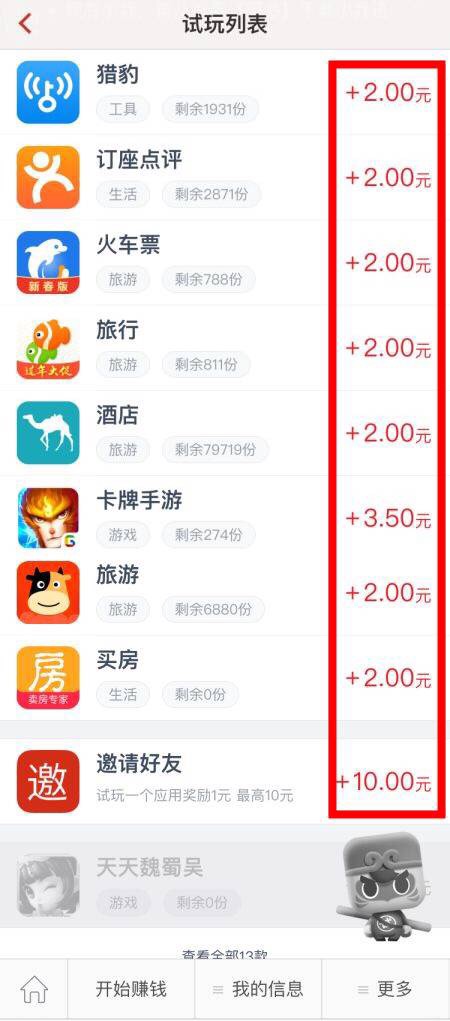 试玩列表
猎豹
工具 剩余1931份
+2.00元
订座点评
生活 剩余2871份
+2.00元
新春版
火车票
旅游 剩余788份
+2.00元
过年大促
旅行
旅游 剩余811份
+2.00元
酒店
旅游 剩余79719份
+2.00元
G
卡牌手游
游戏 剩余274份
+3.50元
旅游
旅游 剩余6880份
+2.00元
房
卖房专家
买房
生活 剩余0份
+2.00元
邀
邀请好友
试玩一个应用奖励1元 最高10元
+10.00元
天天魏蜀吴
游戏 剩余0份
元
查看全部13款
开始赚钱 我的信息 更多